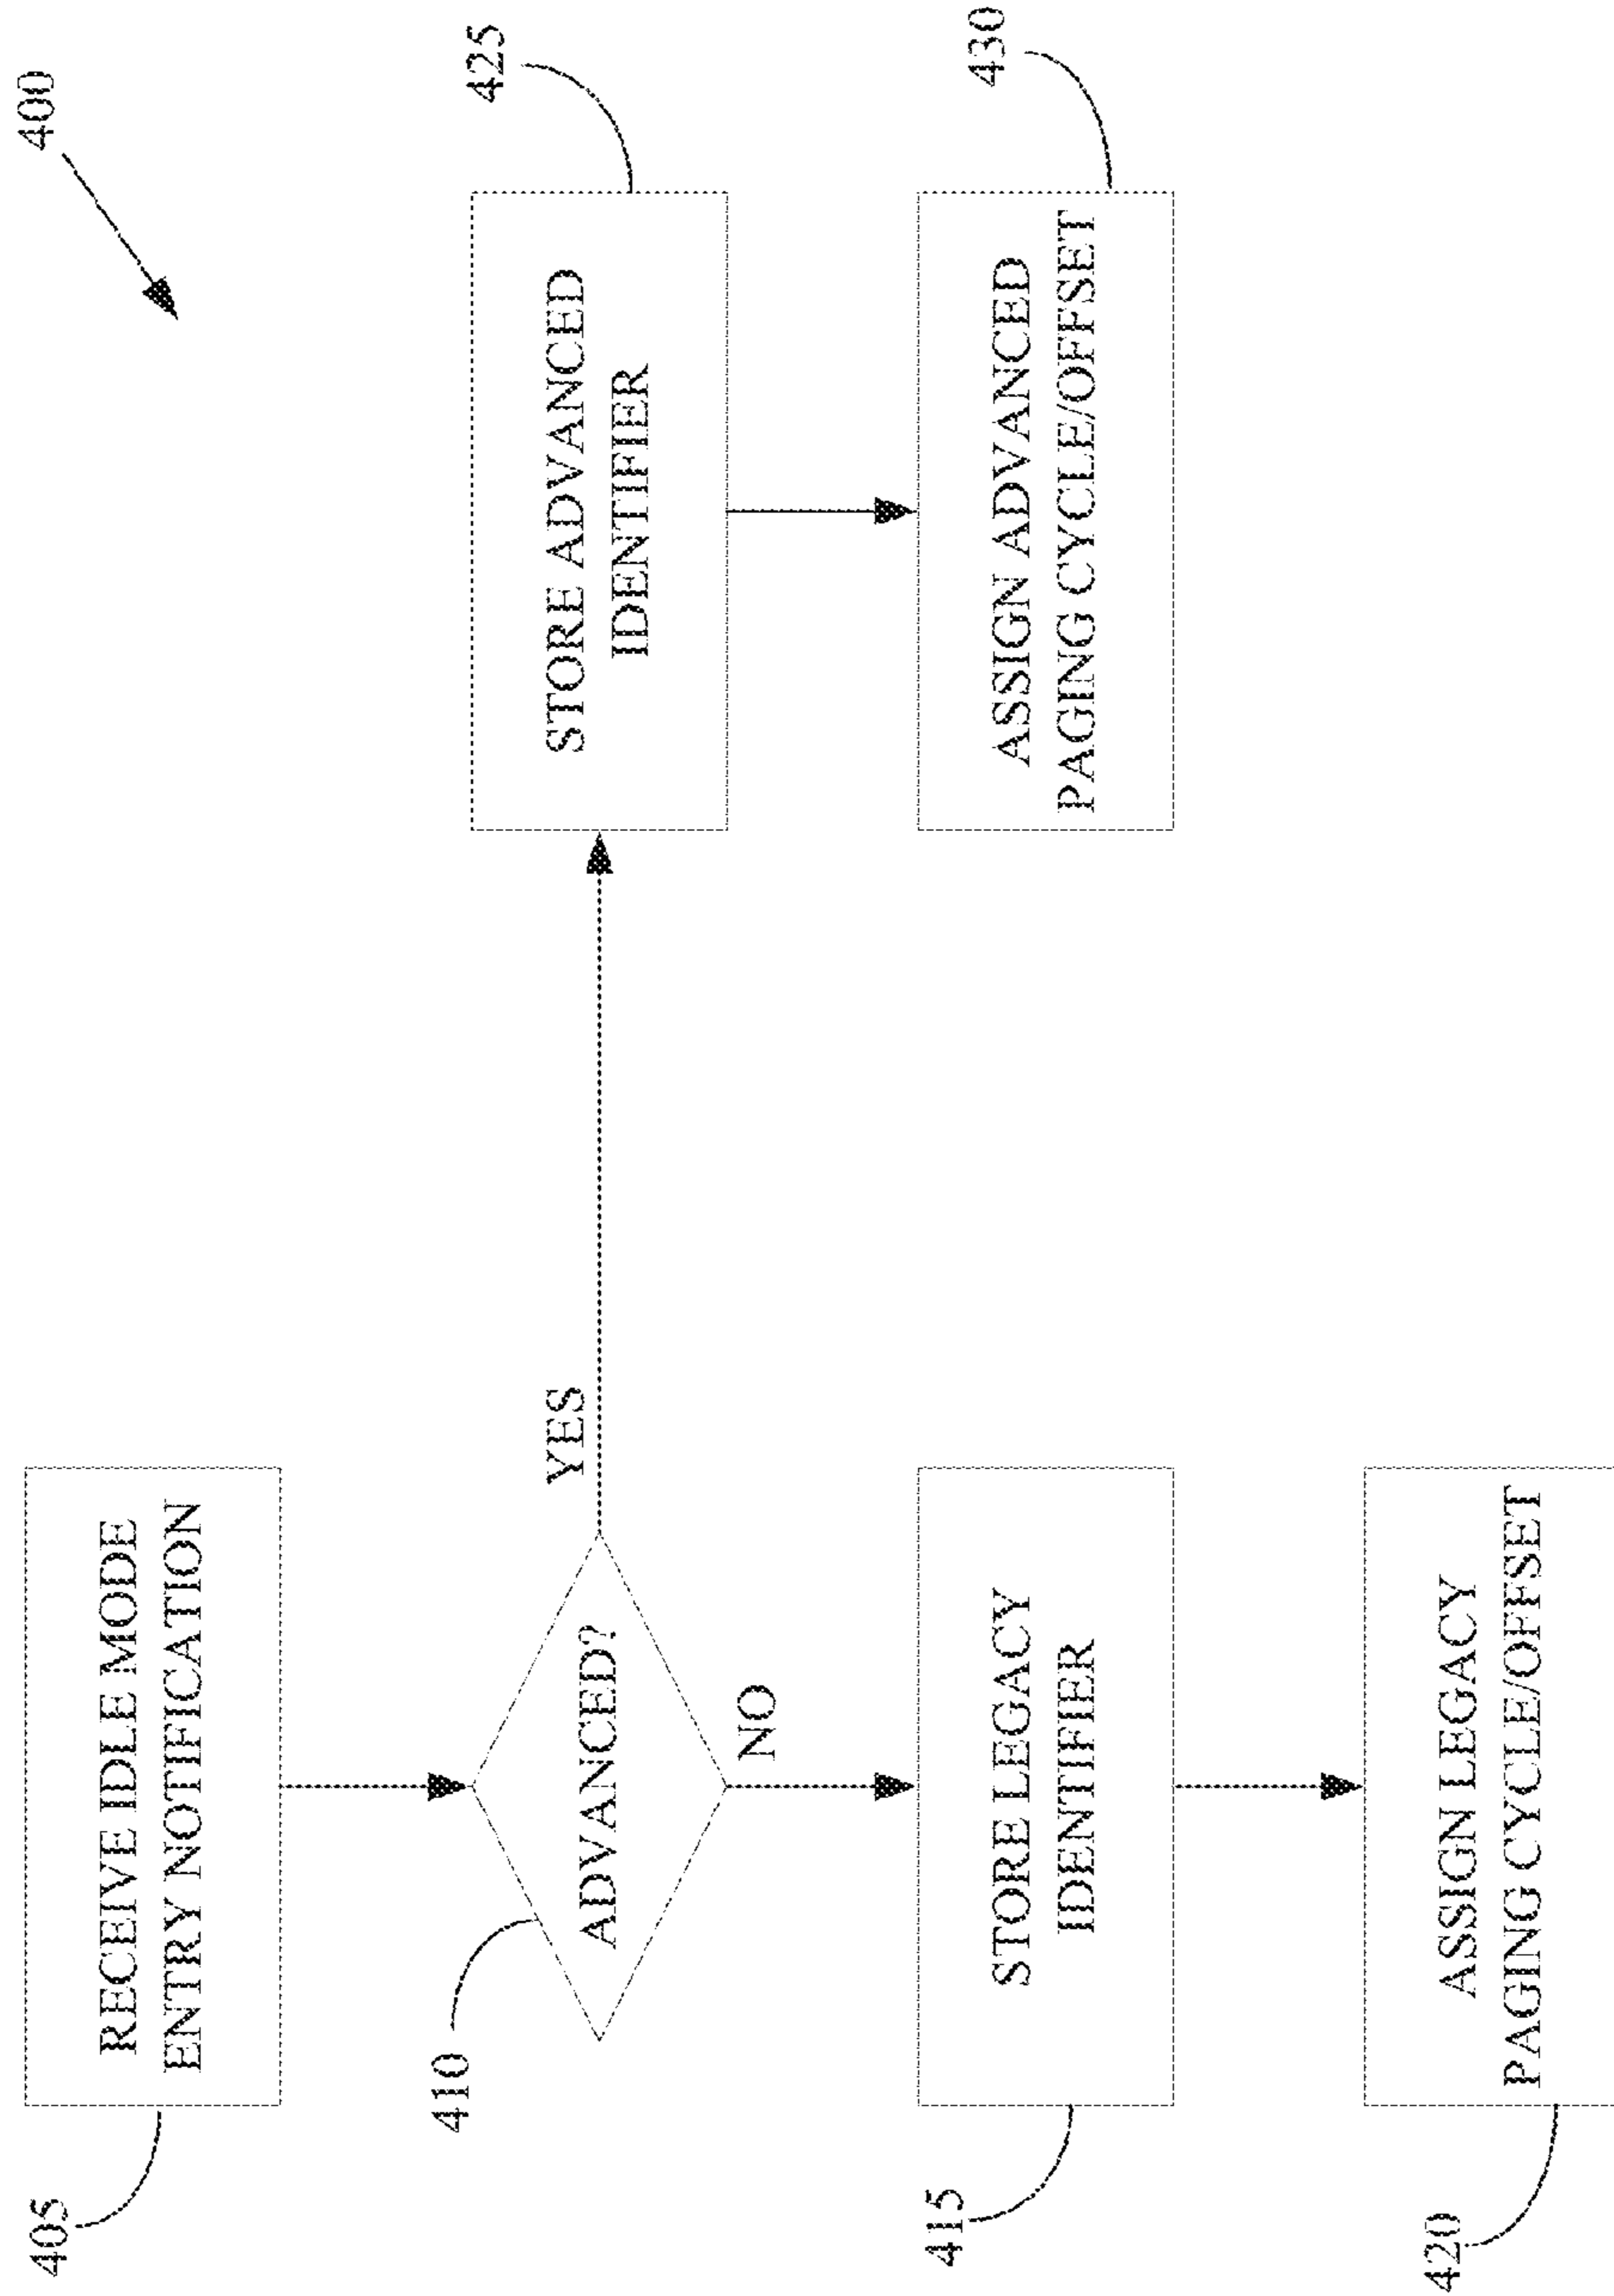 400
405
RECEIVE IDLE MODE
ENTRY NOTIFICATION
410
ADVANCED?
YES
NO
425
STORE ADVANCED
IDENTIFIER
415
STORE LEGACY
IDENTIFIER
430
ASSIGN ADVANCED
PAGING CYCLE/OFFSET
420
ASSIGN LEGACY
PAGING CYCLE/OFFSET